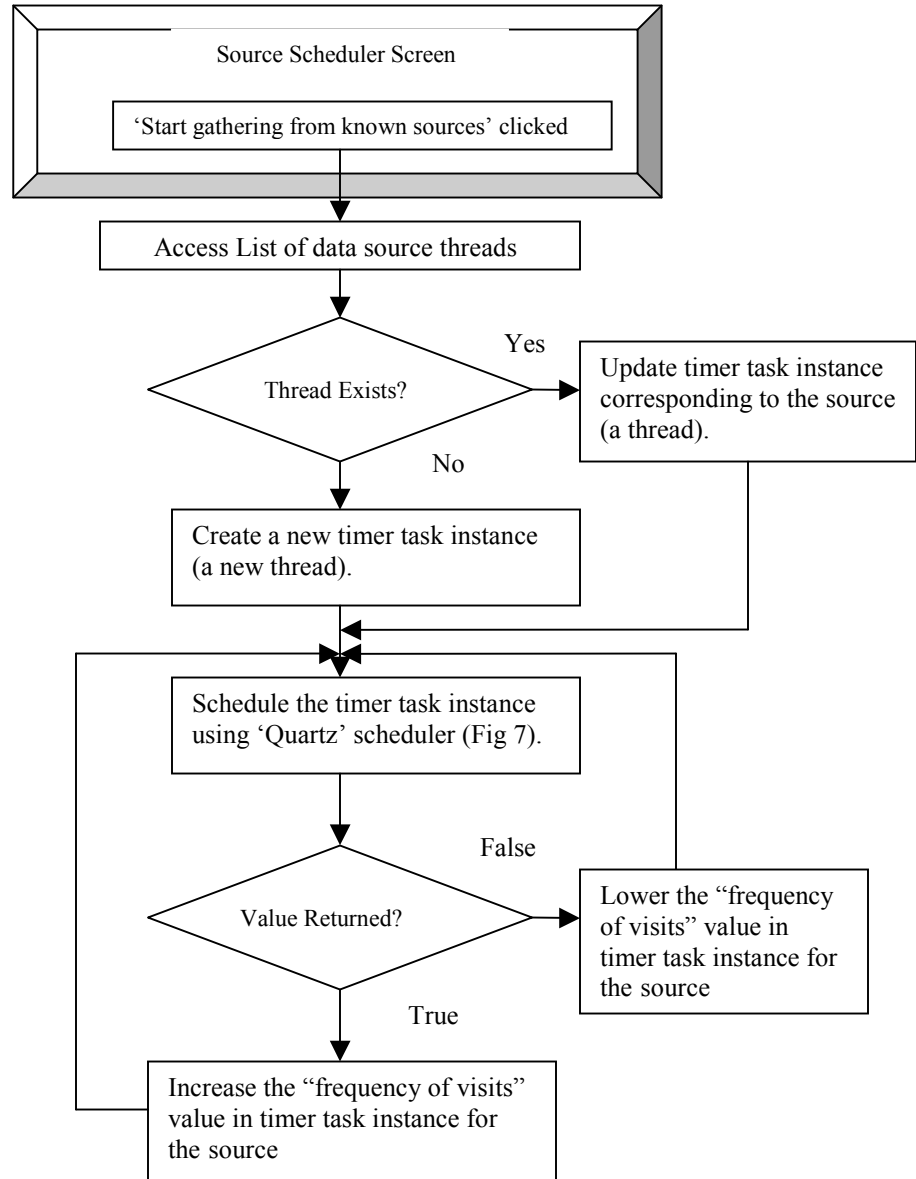 Source Scheduler Screen
‘Start gathering from known sources’ clicked
Access List of data source threads
Thread Exists?
Yes
Update timer task instance
corresponding to the source
(a thread).
No
Create a new timer task instance
(a new thread).
Schedule the timer task instance
using ‘Quartz’ scheduler (Fig 7).
Value Returned?
False
Lower the “frequency
of visits” value in
timer task instance for
the source
True
Increase the “frequency of visits”
value in timer task instance for
the source